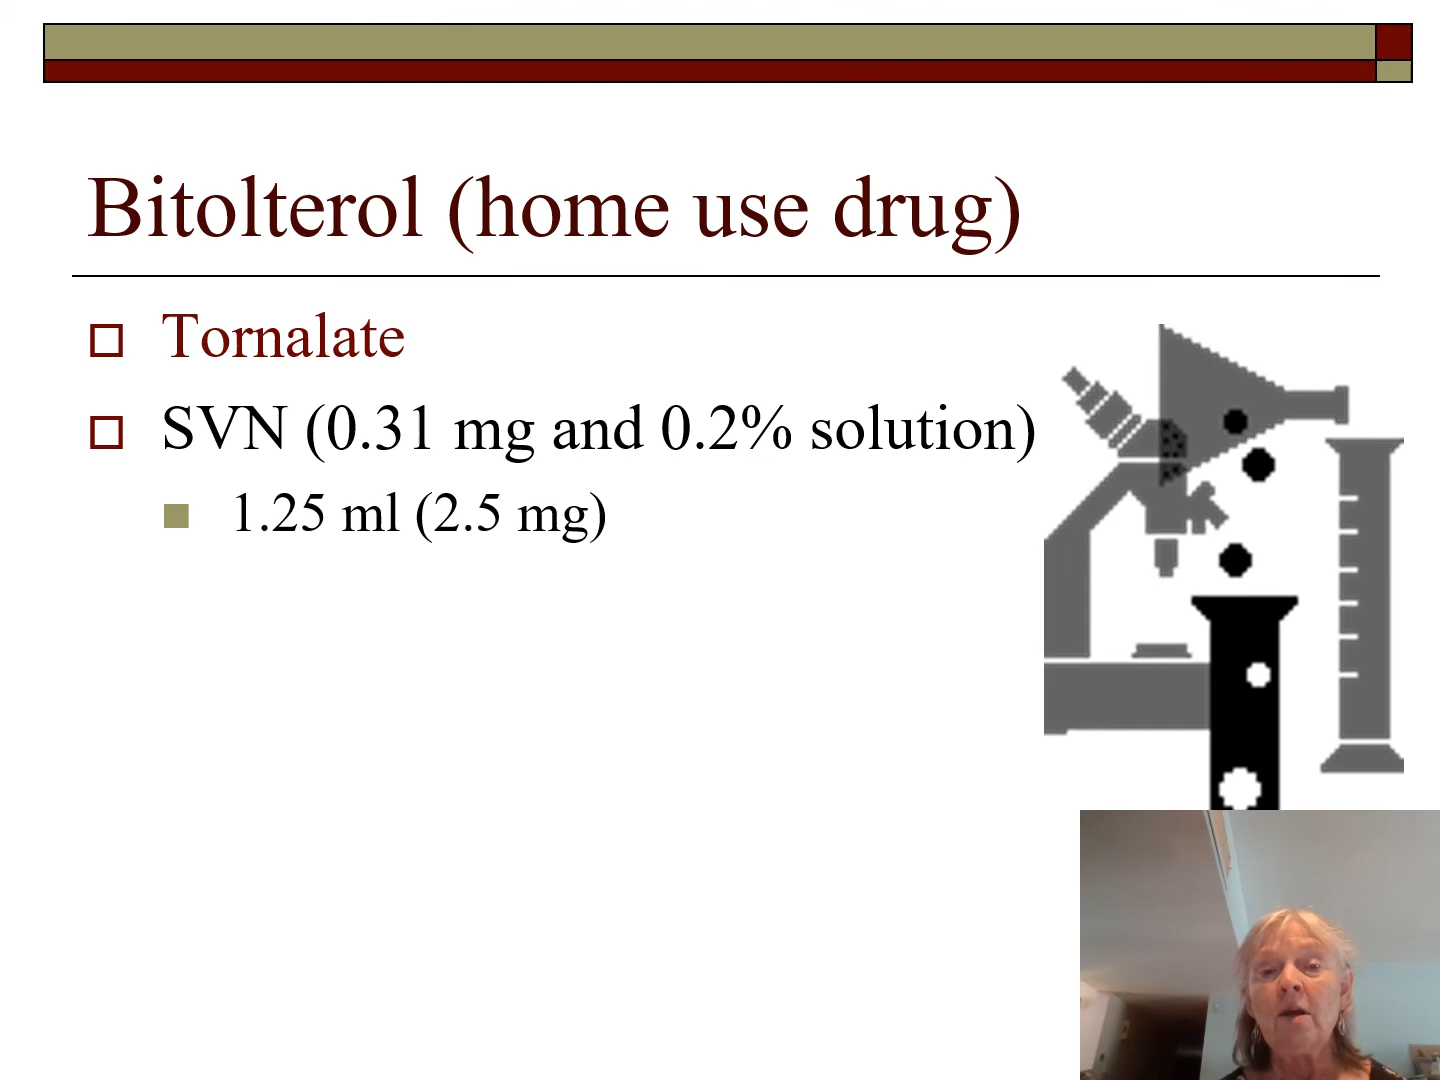 Bitolterol (home use drug)
Tornalate
SVN (0.31 mg and 0.2% solution)
1.25 ml (2.5 mg)